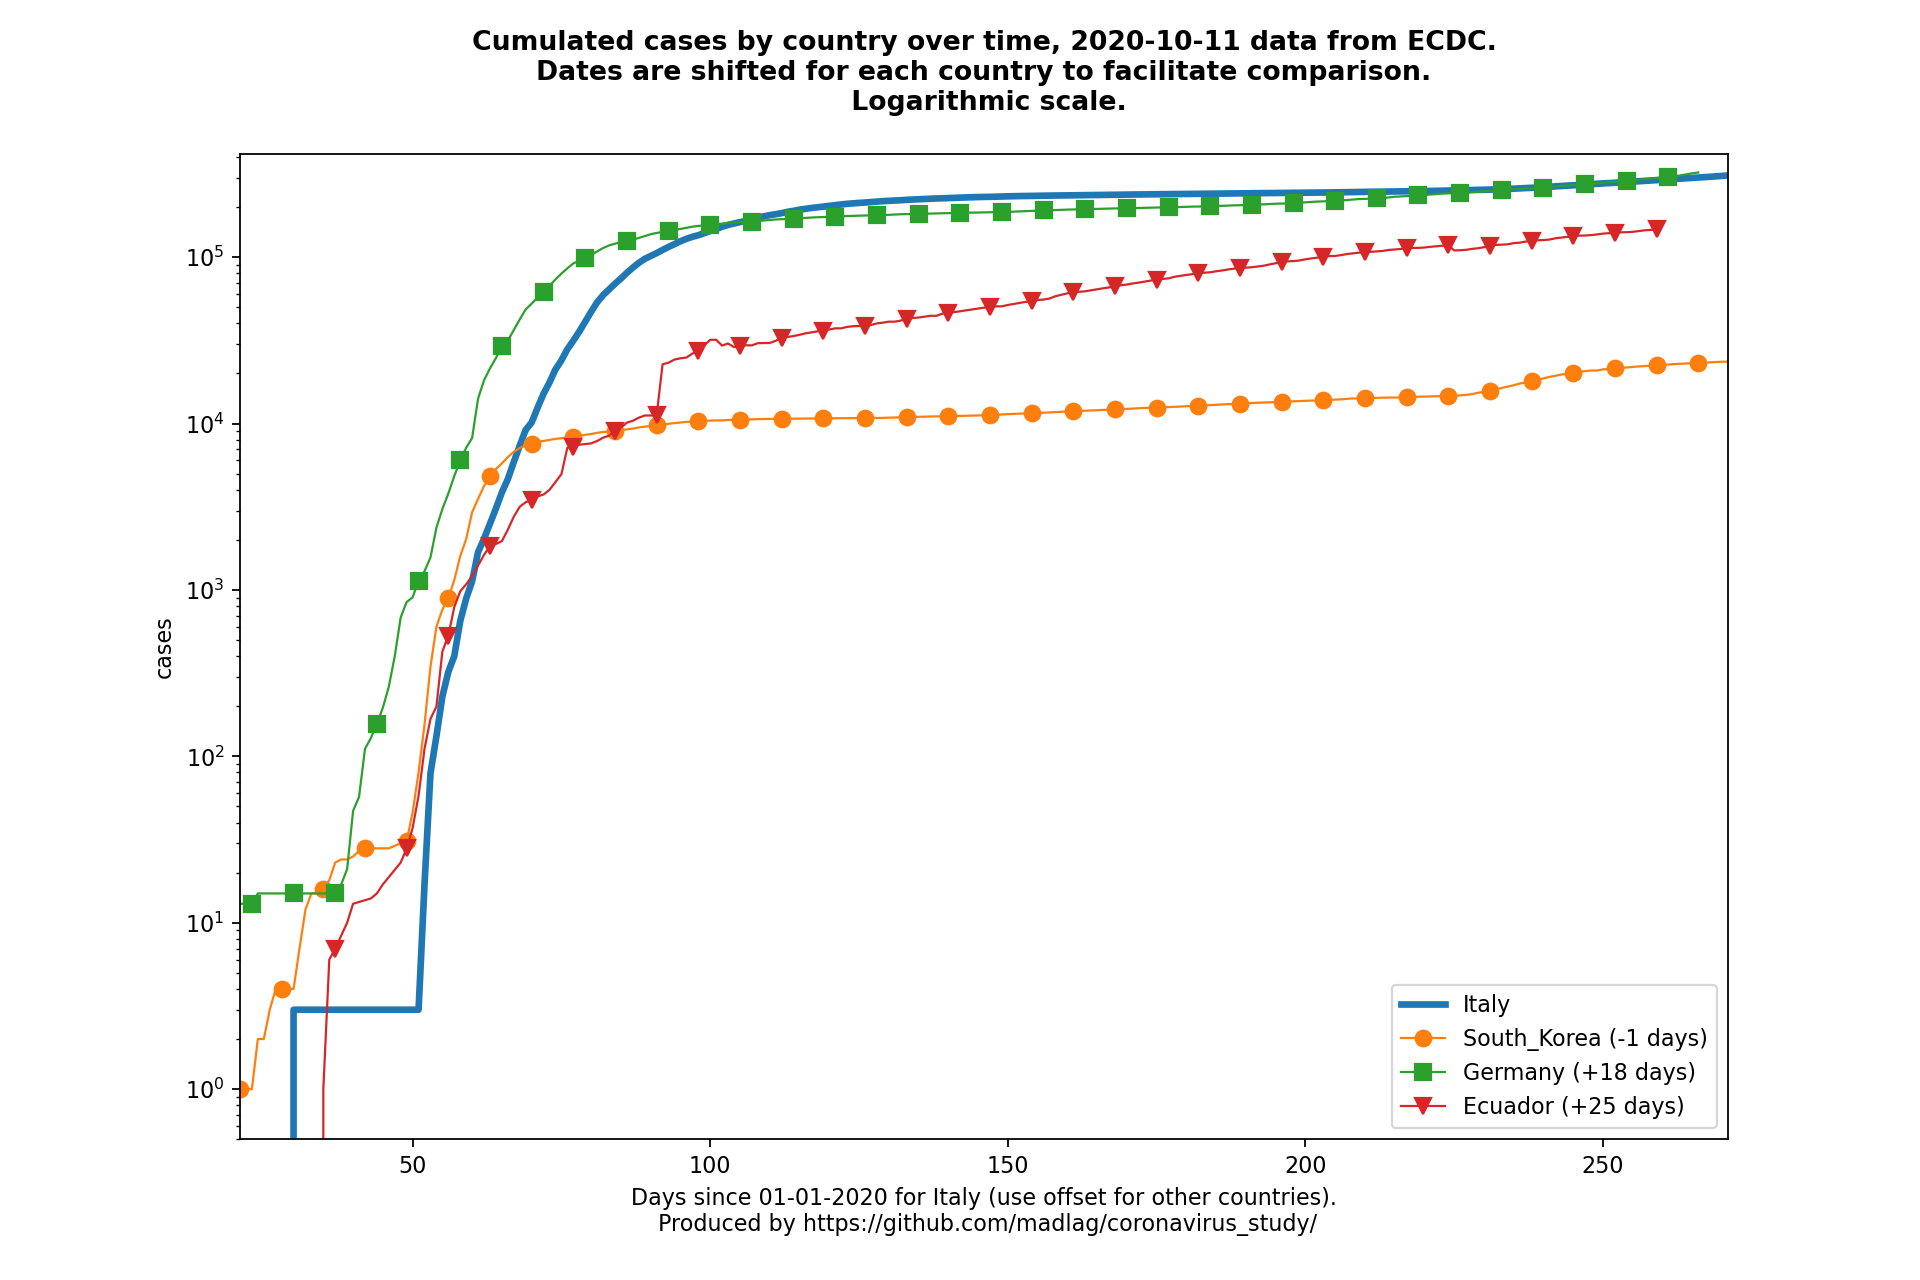 Cumulated cases by country over time, 2020-10-11 data from ECDC.
Dates are shifted for each country to facilitate comparison.
Logarithmic scale.
10^5
10^4
10^3
10^2
10^1
10^0
cases
Italy
South_Korea (-1 days)
Germany (+18 days)
Ecuador (+25 days)
50 100 150 200 250
Days since 01-01-2020 for Italy (use offset for other countries).
Produced by https://github.com/madlag/coronavirus_study/